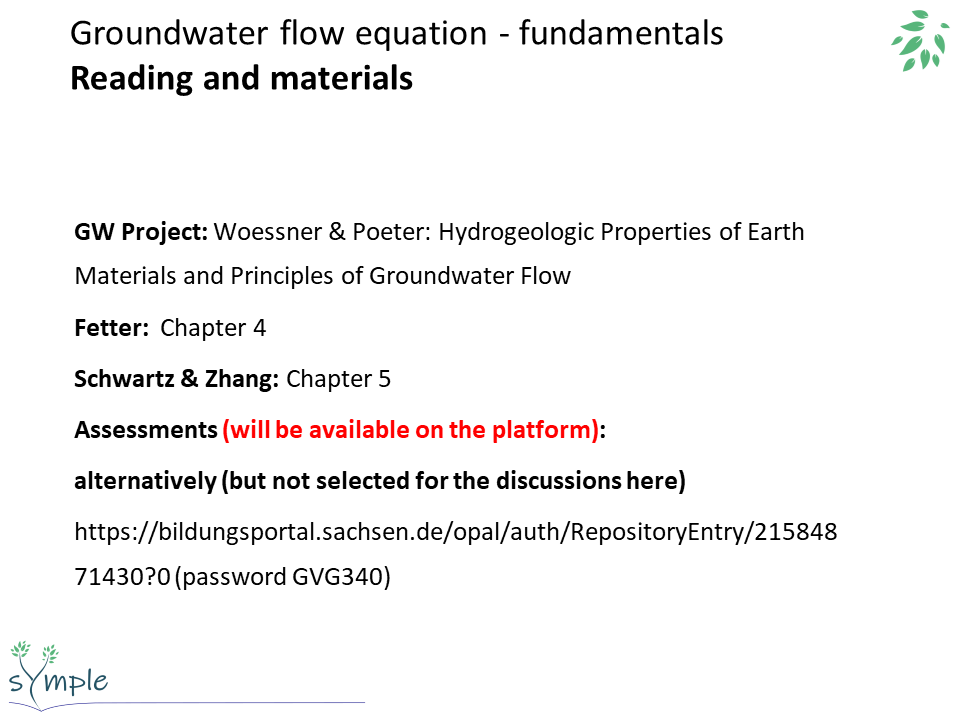 Groundwater flow equation - fundamentals
Reading and materials
GW Project: Woessner & Poeter: Hydrogeologic Properties of Earth
Materials and Principles of Groundwater Flow
Fetter: Chapter 4
Schwartz & Zhang: Chapter 5
Assessments (will be available on the platform):
alternatively (but not selected for the discussions here)
https://bildungsportal.sachsen.de/opal/auth/RepositoryEntry/215848
71430?0 (password GVG340)
sYmple